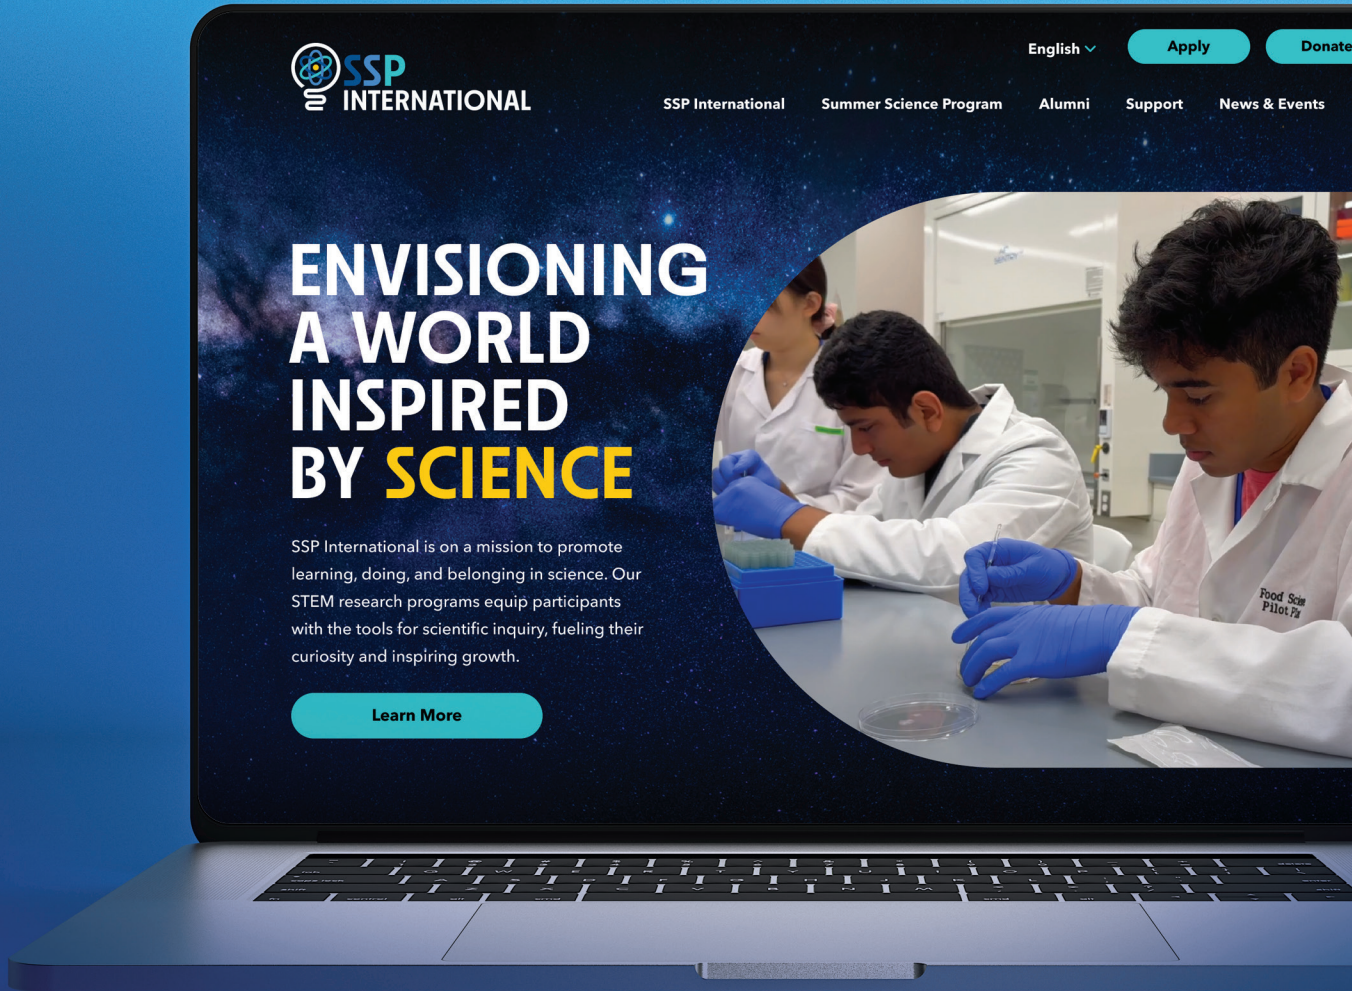 SSP
INTERNATIONAL
English
Apply
Donate
SSP International
Summer Science Program
Alumni
Support
News & Events
ENVISIONING
A WORLD
INSPIRED
BY SCIENCE
SSP International is on a mission to promote
learning, doing, and belonging in science. Our
STEM research programs equip participants
with the tools for scientific inquiry, fueling their
curiosity and inspiring growth.
Learn More
Food